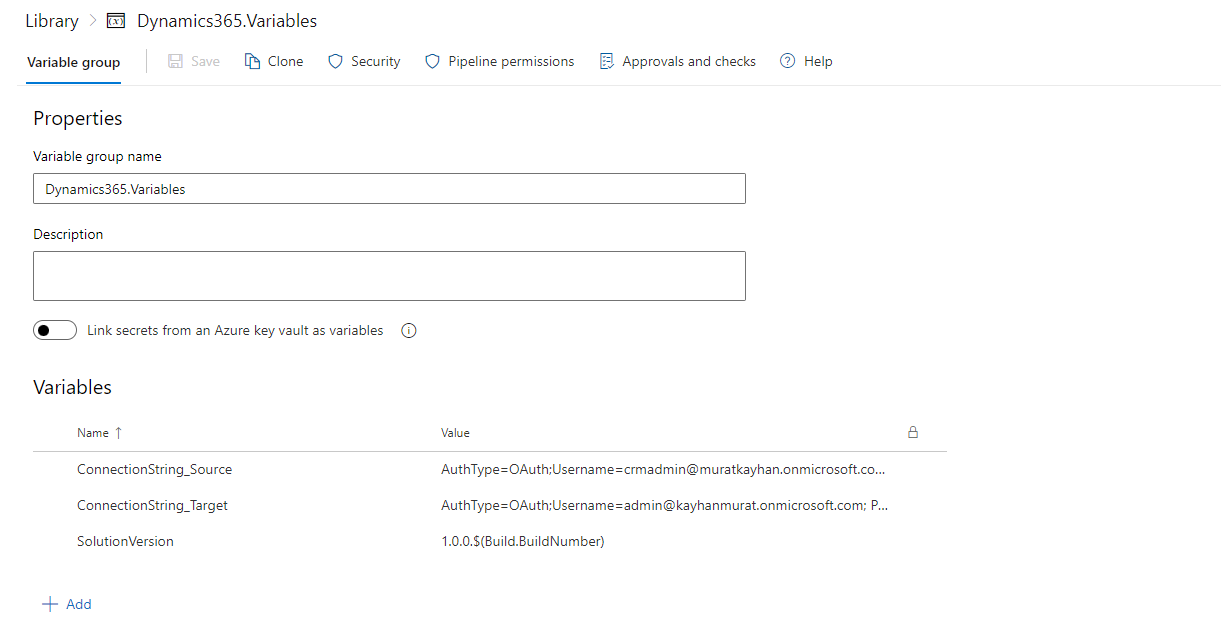 Library > Dynamics365.Variables
Variable group Save Clone Security Pipeline permissions Approvals and checks Help
Properties
Variable group name
Dynamics365.Variables
Description
Link secrets from an Azure key vault as variables
Variables
Name ↑ Value
ConnectionString_Source AuthType=OAuth;Username=crmadmin@muratkayhan.onmicrosoft.co...
ConnectionString_Target AuthType=OAuth;Username=admin@kayhanmurat.onmicrosoft.com; P...
SolutionVersion 1.0.0.$(Build.BuildNumber)
+ Add